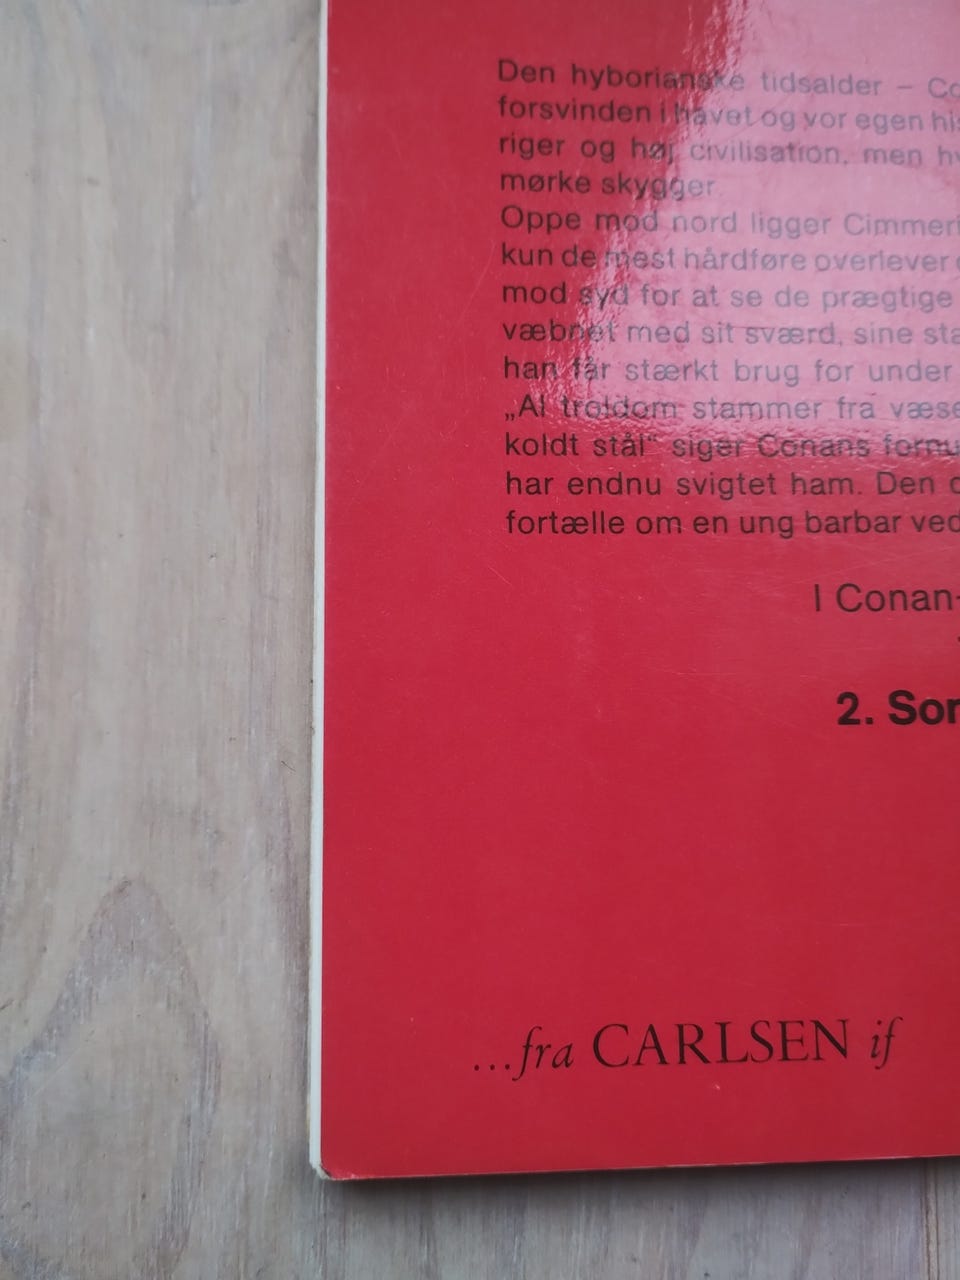 Den hyborianske tidsalder – Co
forsvinden i havet og vor egen his
riger og høj civilisation, men hv
mørke skygger.
Oppe mod nord ligger Cimmeri
kun de mest hårdføre overlever
mod syd for at se de prægtige
væbnet med sit sværd, sine sta
han får stærkt brug for under
„Al troldom stammer fra væse
koldt stål“ siger Conans fornu
har endnu svigtet ham. Den
fortælle om en ung barbar ved
I Conan-
2. Sor
...fra CARLSEN if